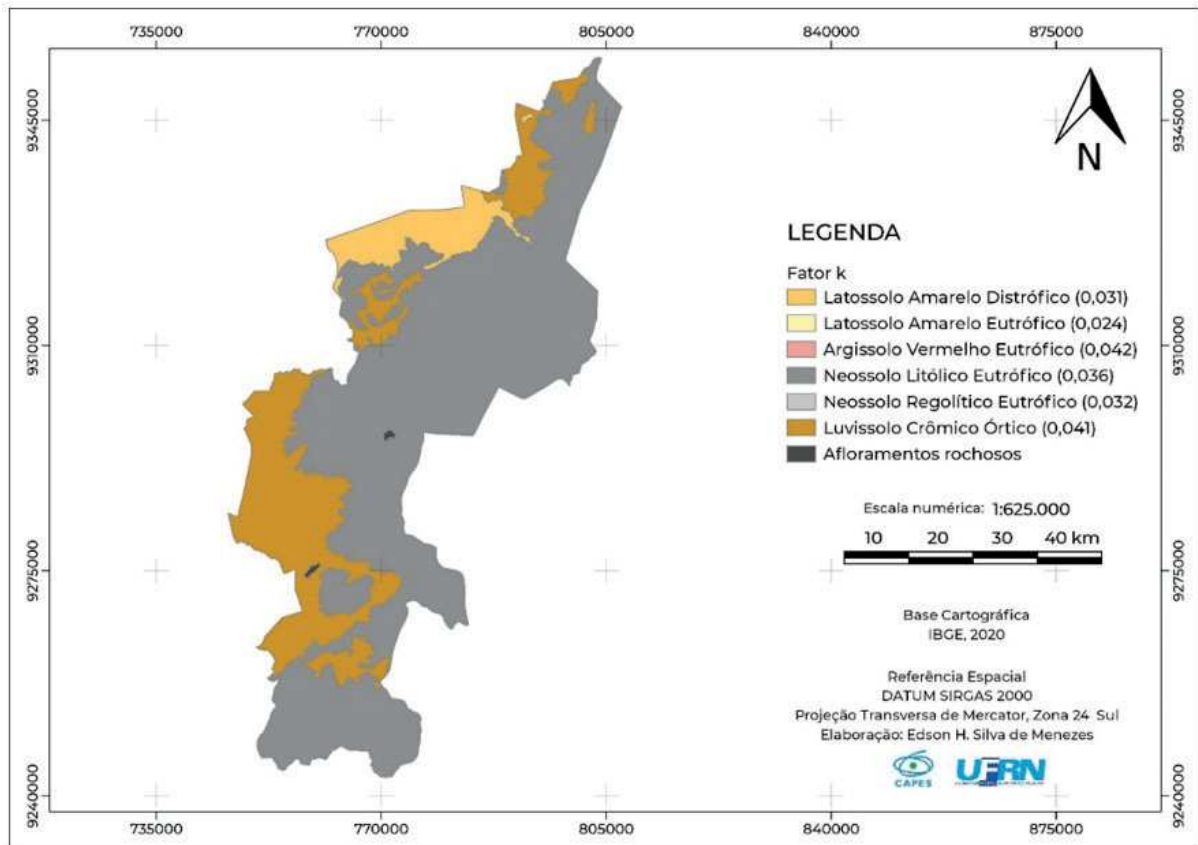 735000 770000 805000 840000 875000
9345000 9345000
N
LEGENDA
Fator k
Latossolo Amarelo Distrófico (0,031)
Latossolo Amarelo Eutrófico (0,024)
9310000 9310000
Argissolo Vermelho Eutrófico (0,042)
Neossolo Litólico Eutrófico (0,036)
Neossolo Regolítico Eutrófico (0,032)
Luvissolo Crômico Órtico (0,041)
Afloramentos rochosos
Escala numérica: 1:625.000
10 20 30 40 km
9275000 9275000
Base Cartográfica
IBGE, 2020
Referência Espacial
DATUM SIRGAS 2000
Projeção Transversa de Mercator, Zona 24 Sul
Elaboração: Edson H. Silva de Menezes
CAPES UFRN
9240000 9240000
735000 770000 805000 840000 875000